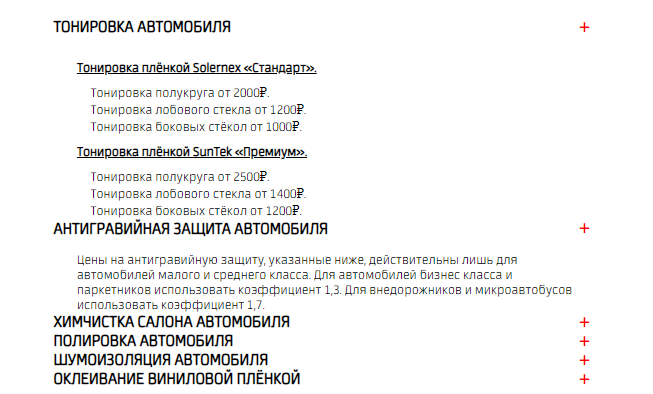 ТОНИРОВКА АВТОМОБИЛЯ +
Тонировка плёнкой Solernex «Стандарт».
Тонировка полукруга от 2000₽.
Тонировка лобового стекла от 1200₽.
Тонировка боковых стёкол от 1000₽.
Тонировка плёнкой SunTek «Премиум».
Тонировка полукруга от 2500₽.
Тонировка лобового стекла от 1400₽.
Тонировка боковых стёкол от 1200₽.
АНТИГРАВИЙНАЯ ЗАЩИТА АВТОМОБИЛЯ +
Цены на антигравийную защиту, указанные ниже, действительны лишь для
автомобилей малого и среднего класса. Для автомобилей бизнес класса и
паркетников использовать коэффициент 1,3. Для внедорожников и микроавтобусов
использовать коэффициент 1,7.
ХИМЧИСТКА САЛОНА АВТОМОБИЛЯ +
ПОЛИРОВКА АВТОМОБИЛЯ +
ШУМОИЗОЛЯЦИЯ АВТОМОБИЛЯ +
ОКЛЕИВАНИЕ ВИНИЛОВОЙ ПЛЁНКОЙ +